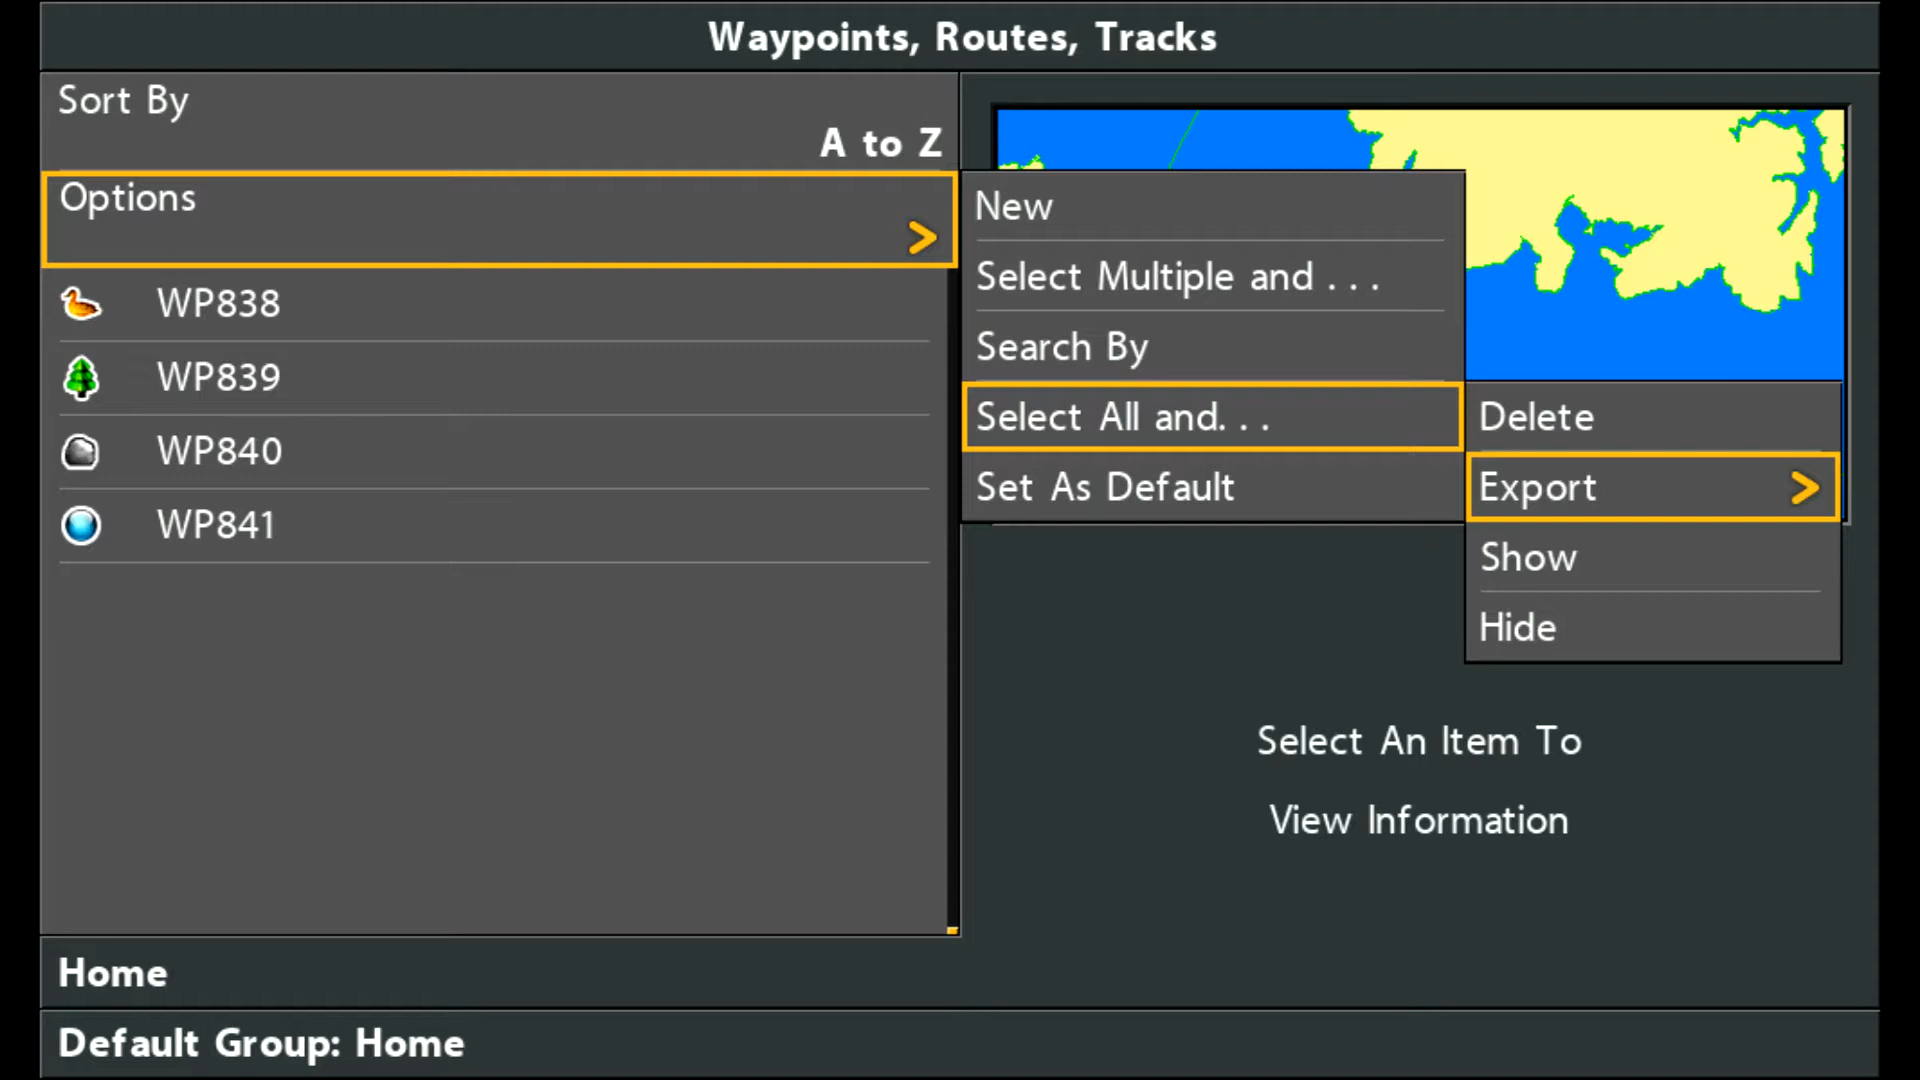 Waypoints, Routes, Tracks
Sort By
A to Z
Options
>
WP838
WP839
WP840
WP841
New
Select Multiple and . . .
Search By
Select All and. . .
Set As Default
Delete
Export >
Show
Hide
Select An Item To
View Information
Home
Default Group: Home